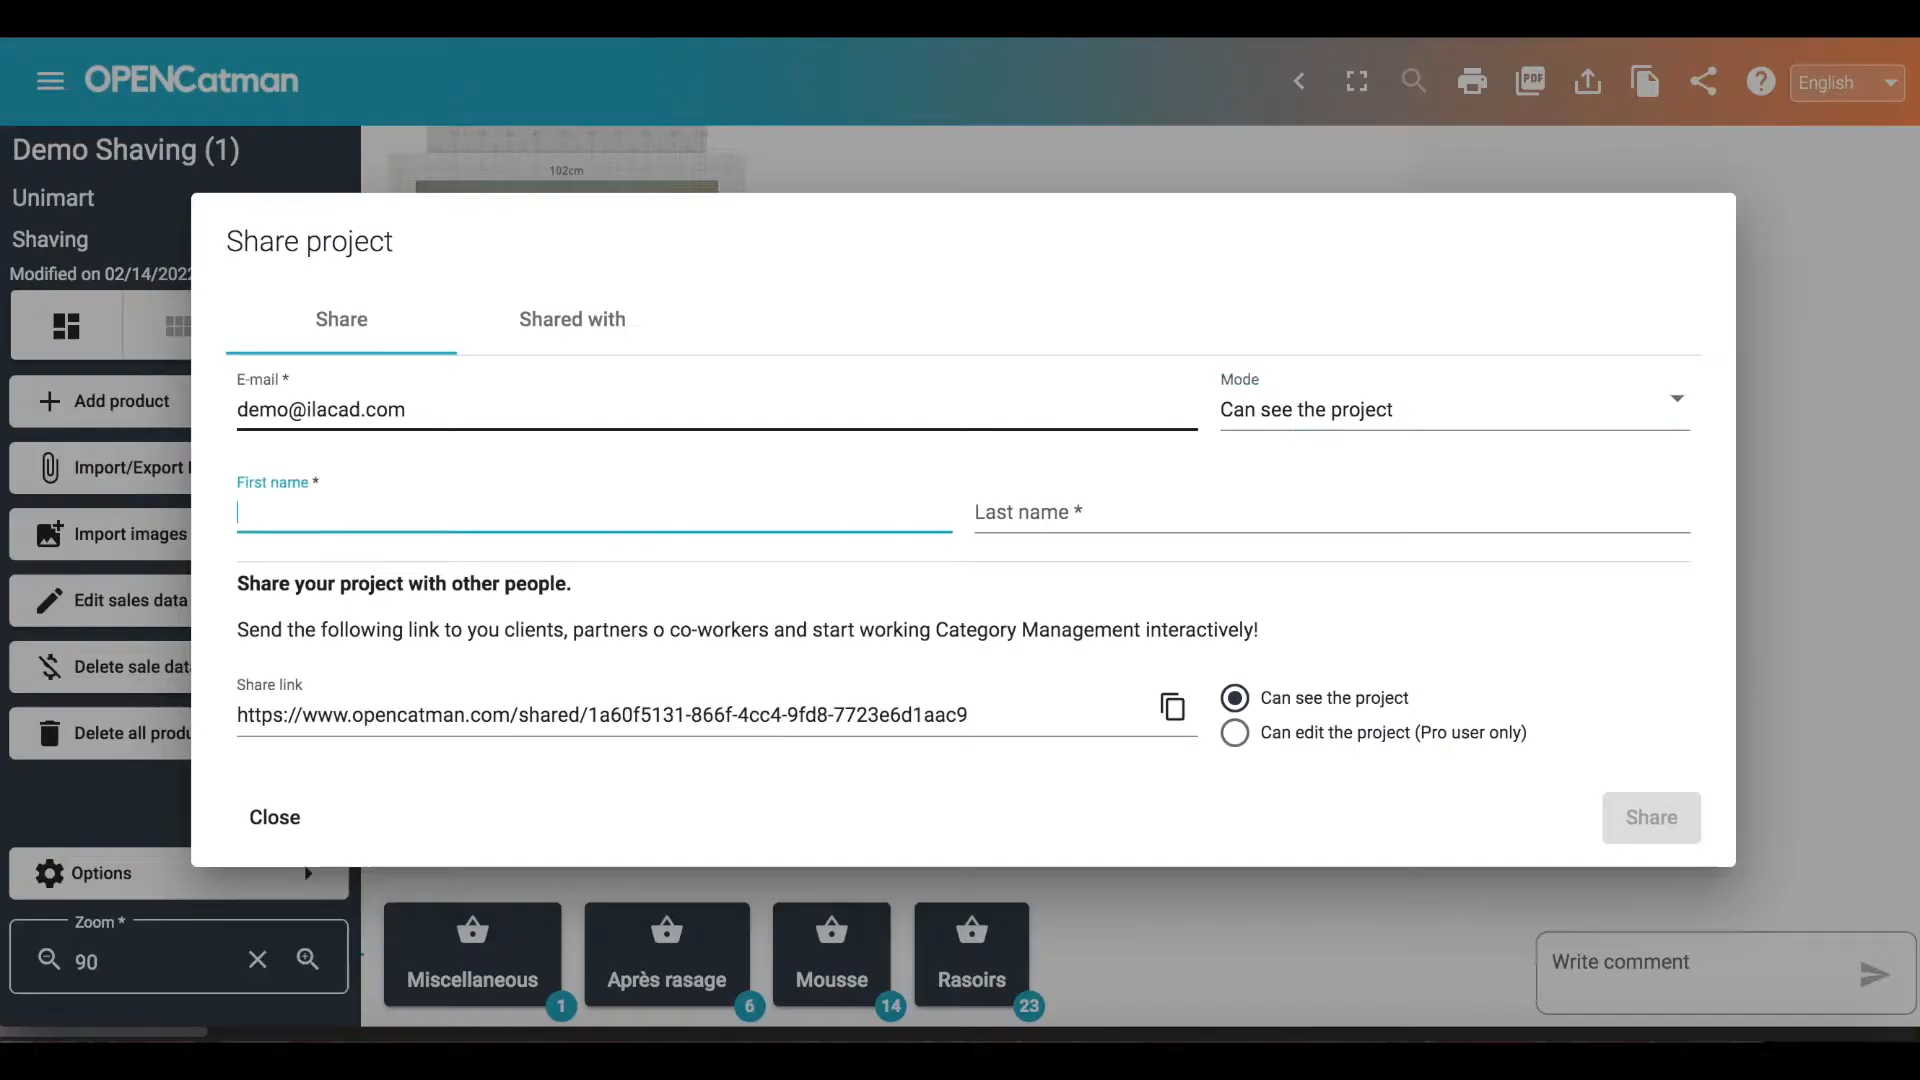 OPENCatman
PDF
English
Demo Shaving (1)
Unimart
Shaving
Modified on 02/14/2022
Add product
Import/Export
Import images
Edit sales data
Delete sale dat
Delete all produ
Options
Zoom *
90
102cm
Share project
Share
Shared with
E-mail *
demo@ilacad.com
Mode
Can see the project
First name *
Last name *
Share your project with other people.
Send the following link to you clients, partners o co-workers and start working Category Management interactively!
Share link
https://www.opencatman.com/shared/1a60f5131-866f-4cc4-9fd8-7723e6d1aac9
Can see the project
Can edit the project (Pro user only)
Close
Share
Miscellaneous
1
Après rasage
6
Mousse
14
Rasoirs
23
Write comment